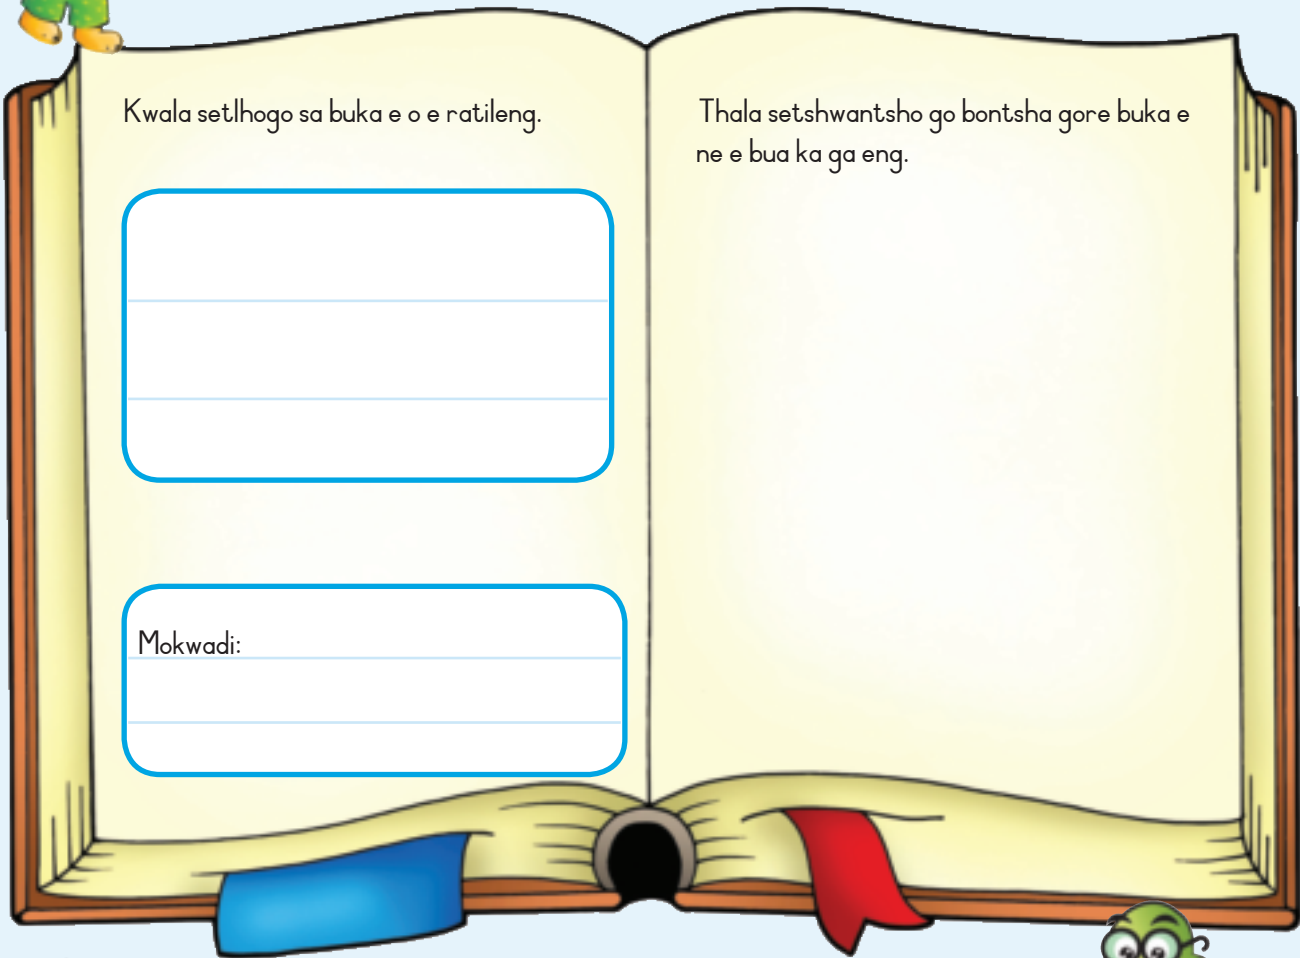 Kwala setlhogo sa buka e o e ratileng.
Mokwadi:
Thala setshwantsho go bontsha gore buka e
ne e bua ka ga eng.